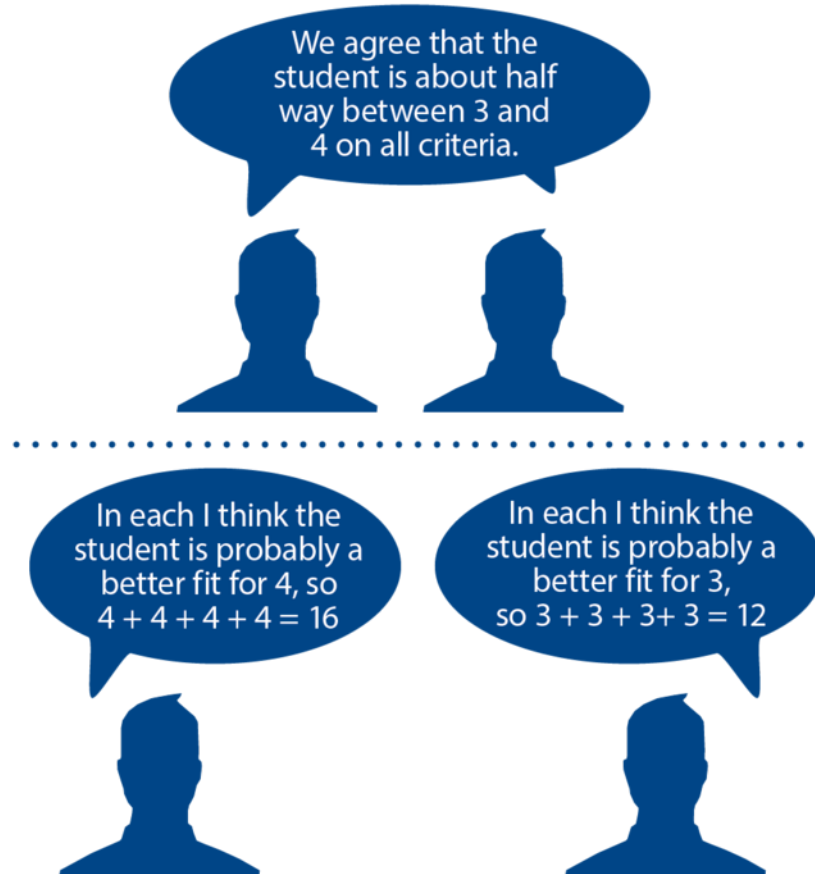 We agree that the
student is about half
way between 3 and
4 on all criteria.
In each I think the
student is probably a
better fit for 4, so
4 + 4 + 4 + 4 = 16
In each I think the
student is probably a
better fit for 3,
so 3 + 3 + 3+ 3 = 12